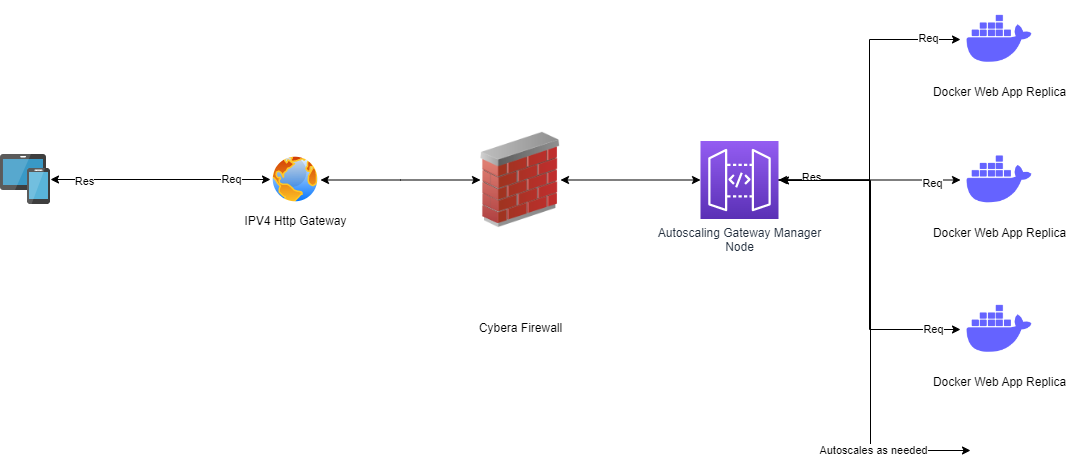 Req
Docker Web App Replica
Res
Req
IPV4 Http Gateway
Res
Req
Autoscaling Gateway Manager
Node
Docker Web App Replica
Cybera Firewall
Req
Docker Web App Replica
Autoscales as needed